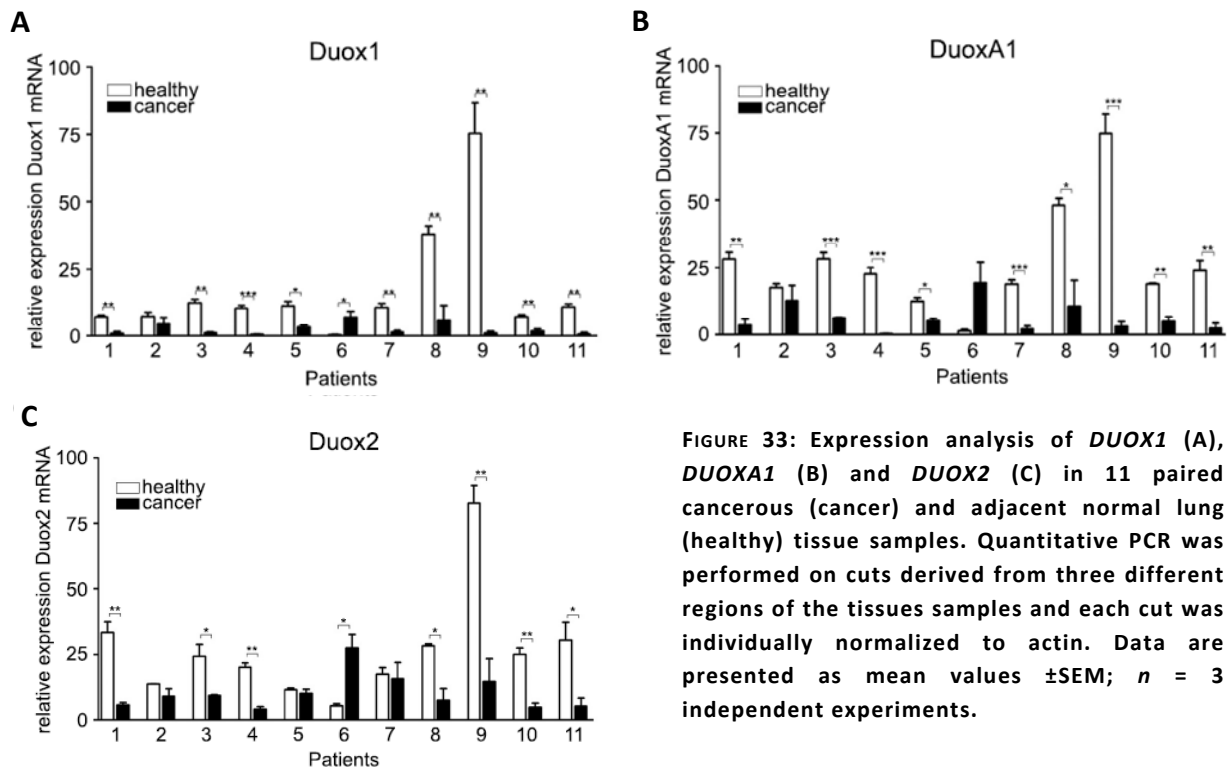 A
Duox1
relative expression Duox1 mRNA
100
75
50
25
0
healthy
cancer
**
**
***
*
*
**
**
**
**
**
1 2 3 4 5 6 7 8 9 10 11
Patients
B
DuoxA1
relative expression DuoxA1 mRNA
100
75
50
25
0
healthy
cancer
**
***
***
*
***
*
***
**
**
1 2 3 4 5 6 7 8 9 10 11
Patients
C
Duox2
relative expression Duox2 mRNA
100
75
50
25
0
healthy
cancer
**
*
**
*
*
**
**
*
1 2 3 4 5 6 7 8 9 10 11
Patients
FIGURE 33: Expression analysis of DUOX1 (A),
DUOXA1 (B) and DUOX2 (C) in 11 paired
cancerous (cancer) and adjacent normal lung
(healthy) tissue samples. Quantitative PCR was
performed on cuts derived from three different
regions of the tissues samples and each cut was
individually normalized to actin. Data are
presented as mean values ±SEM; n = 3
independent experiments.